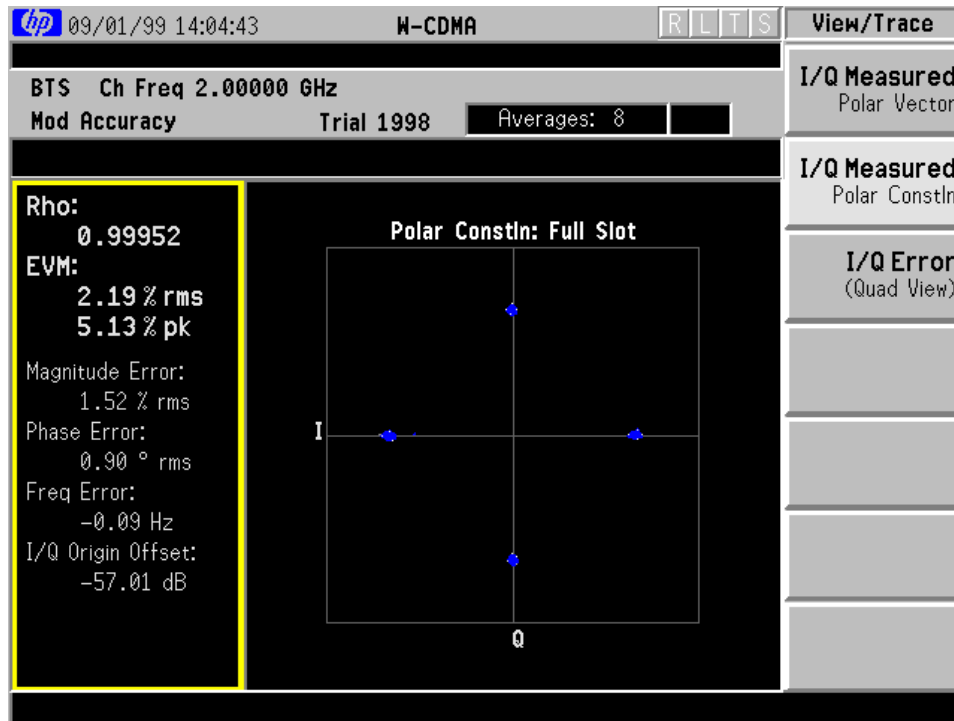 hp 09/01/99 14:04:43 W-CDMA R L T S View/Trace
BTS Ch Freq 2.00000 GHz
Mod Accuracy Trial 1998 Averages: 8
I/Q Measured
Polar Vector
I/Q Measured
Polar Constln
I/Q Error
(Quad View)
Rho:
0.99952
EVM:
2.19 % rms
5.13 % pk
Magnitude Error:
1.52 % rms
Phase Error:
0.90 ° rms
Freq Error:
-0.09 Hz
I/Q Origin Offset:
-57.01 dB
Polar Constln: Full Slot
I
Q